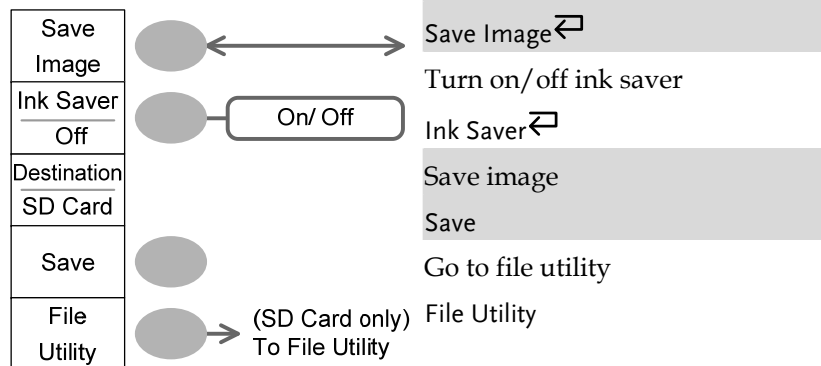 Save
Image
Ink Saver
Off
Destination
SD Card
Save
File
Utility
On/ Off
(SD Card only)
To File Utility
Save Image
Turn on/off ink saver
Ink Saver
Save image
Save
Go to file utility
File Utility